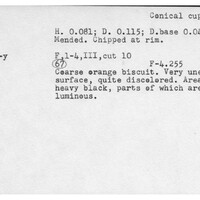 Conical cup
H. 0.081; D. 0.115; D.base 0.0
Mended. Chipped at rim.
-y
F,1-4,III,cut 10
67 F-4.255
Coarse orange biscuit. Very une
surface, quite discolored. Area
heavy black, parts of which are
luminous.